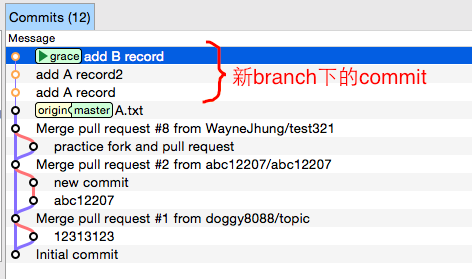 Commits (12)
Message
grace add B record
add A record2
add A record
新branch下的commit
origin master A.txt
Merge pull request #8 from WayneJhung/test321
practice fork and pull request
Merge pull request #2 from abc12207/abc12207
new commit
abc12207
Merge pull request #1 from doggy8088/topic
12313123
Initial commit